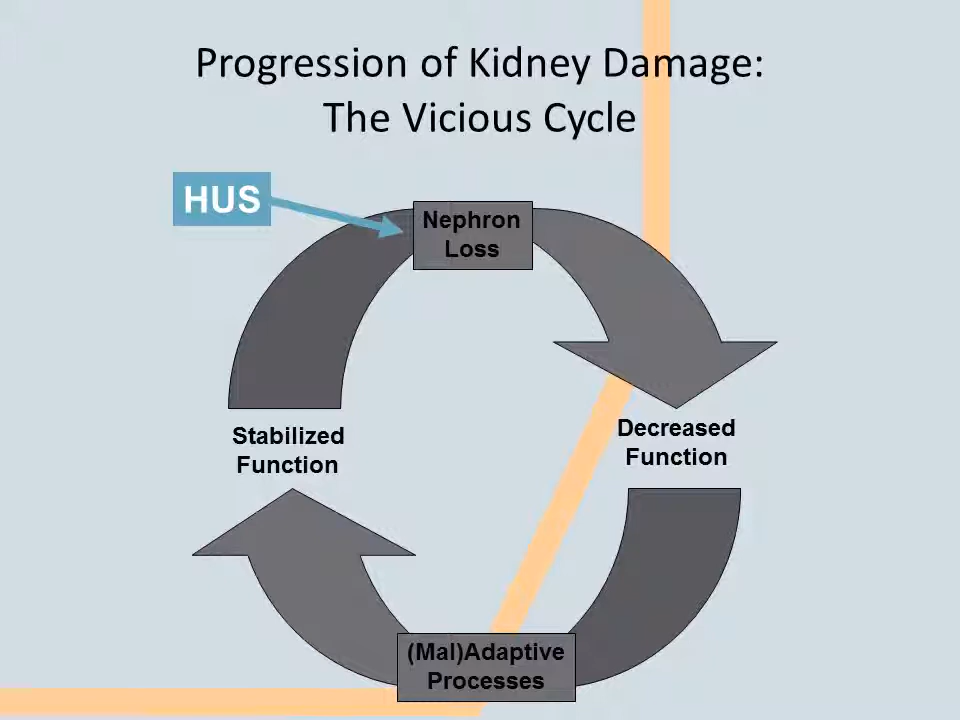 Progression of Kidney Damage:
The Vicious Cycle
HUS
Nephron
Loss
Decreased
Function
Stabilized
Function
(Mal)Adaptive
Processes